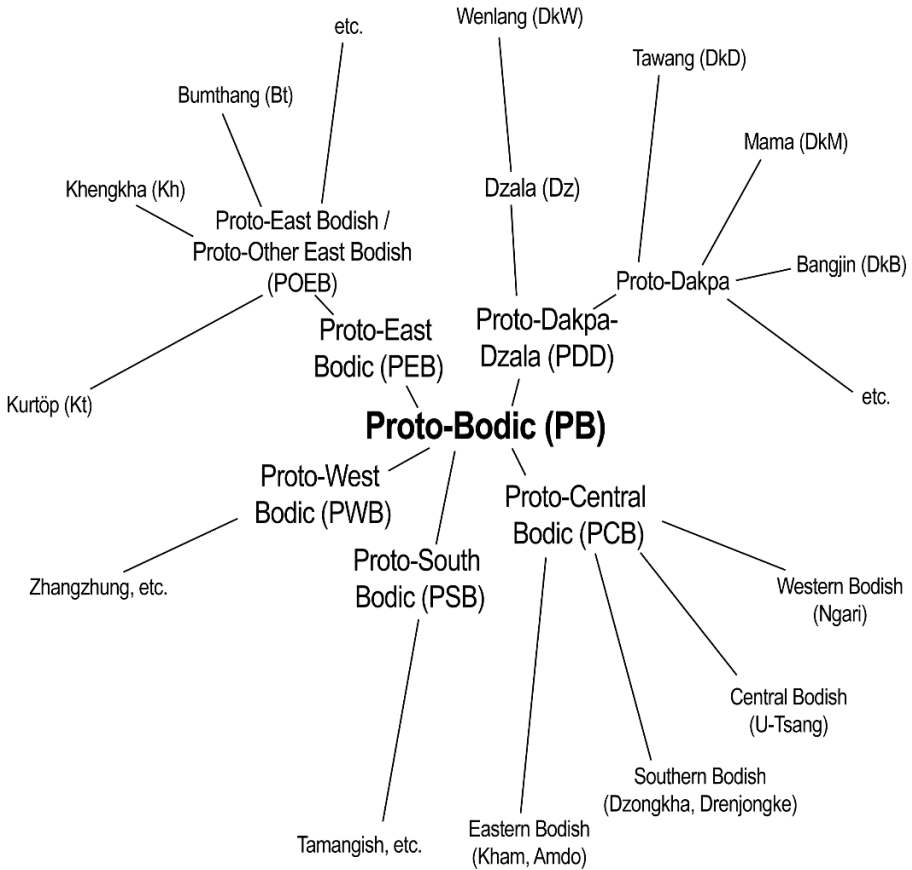 Wenlang (DkW)
etc.
Tawang (DkD)
Bumthang (Bt)
Mama (DkM)
Khengkha (Kh)
Dzala (Dz)
Proto-East Bodish /
Proto-Other East Bodish
(POEB)
Bangjin (DkB)
Proto-Dakpa
Proto-East
Bodic (PEB)
Proto-Dakpa-
Dzala (PDD)
etc.
Kurtöp (Kt)
Proto-Bodic (PB)
Proto-West
Bodic (PWB)
Proto-Central
Bodic (PCB)
Proto-South
Bodic (PSB)
Zhangzhung, etc.
Western Bodish
(Ngari)
Central Bodish
(U-Tsang)
Southern Bodish
(Dzongkha, Drenjongke)
Tamangish, etc.
Eastern Bodish
(Kham, Amdo)